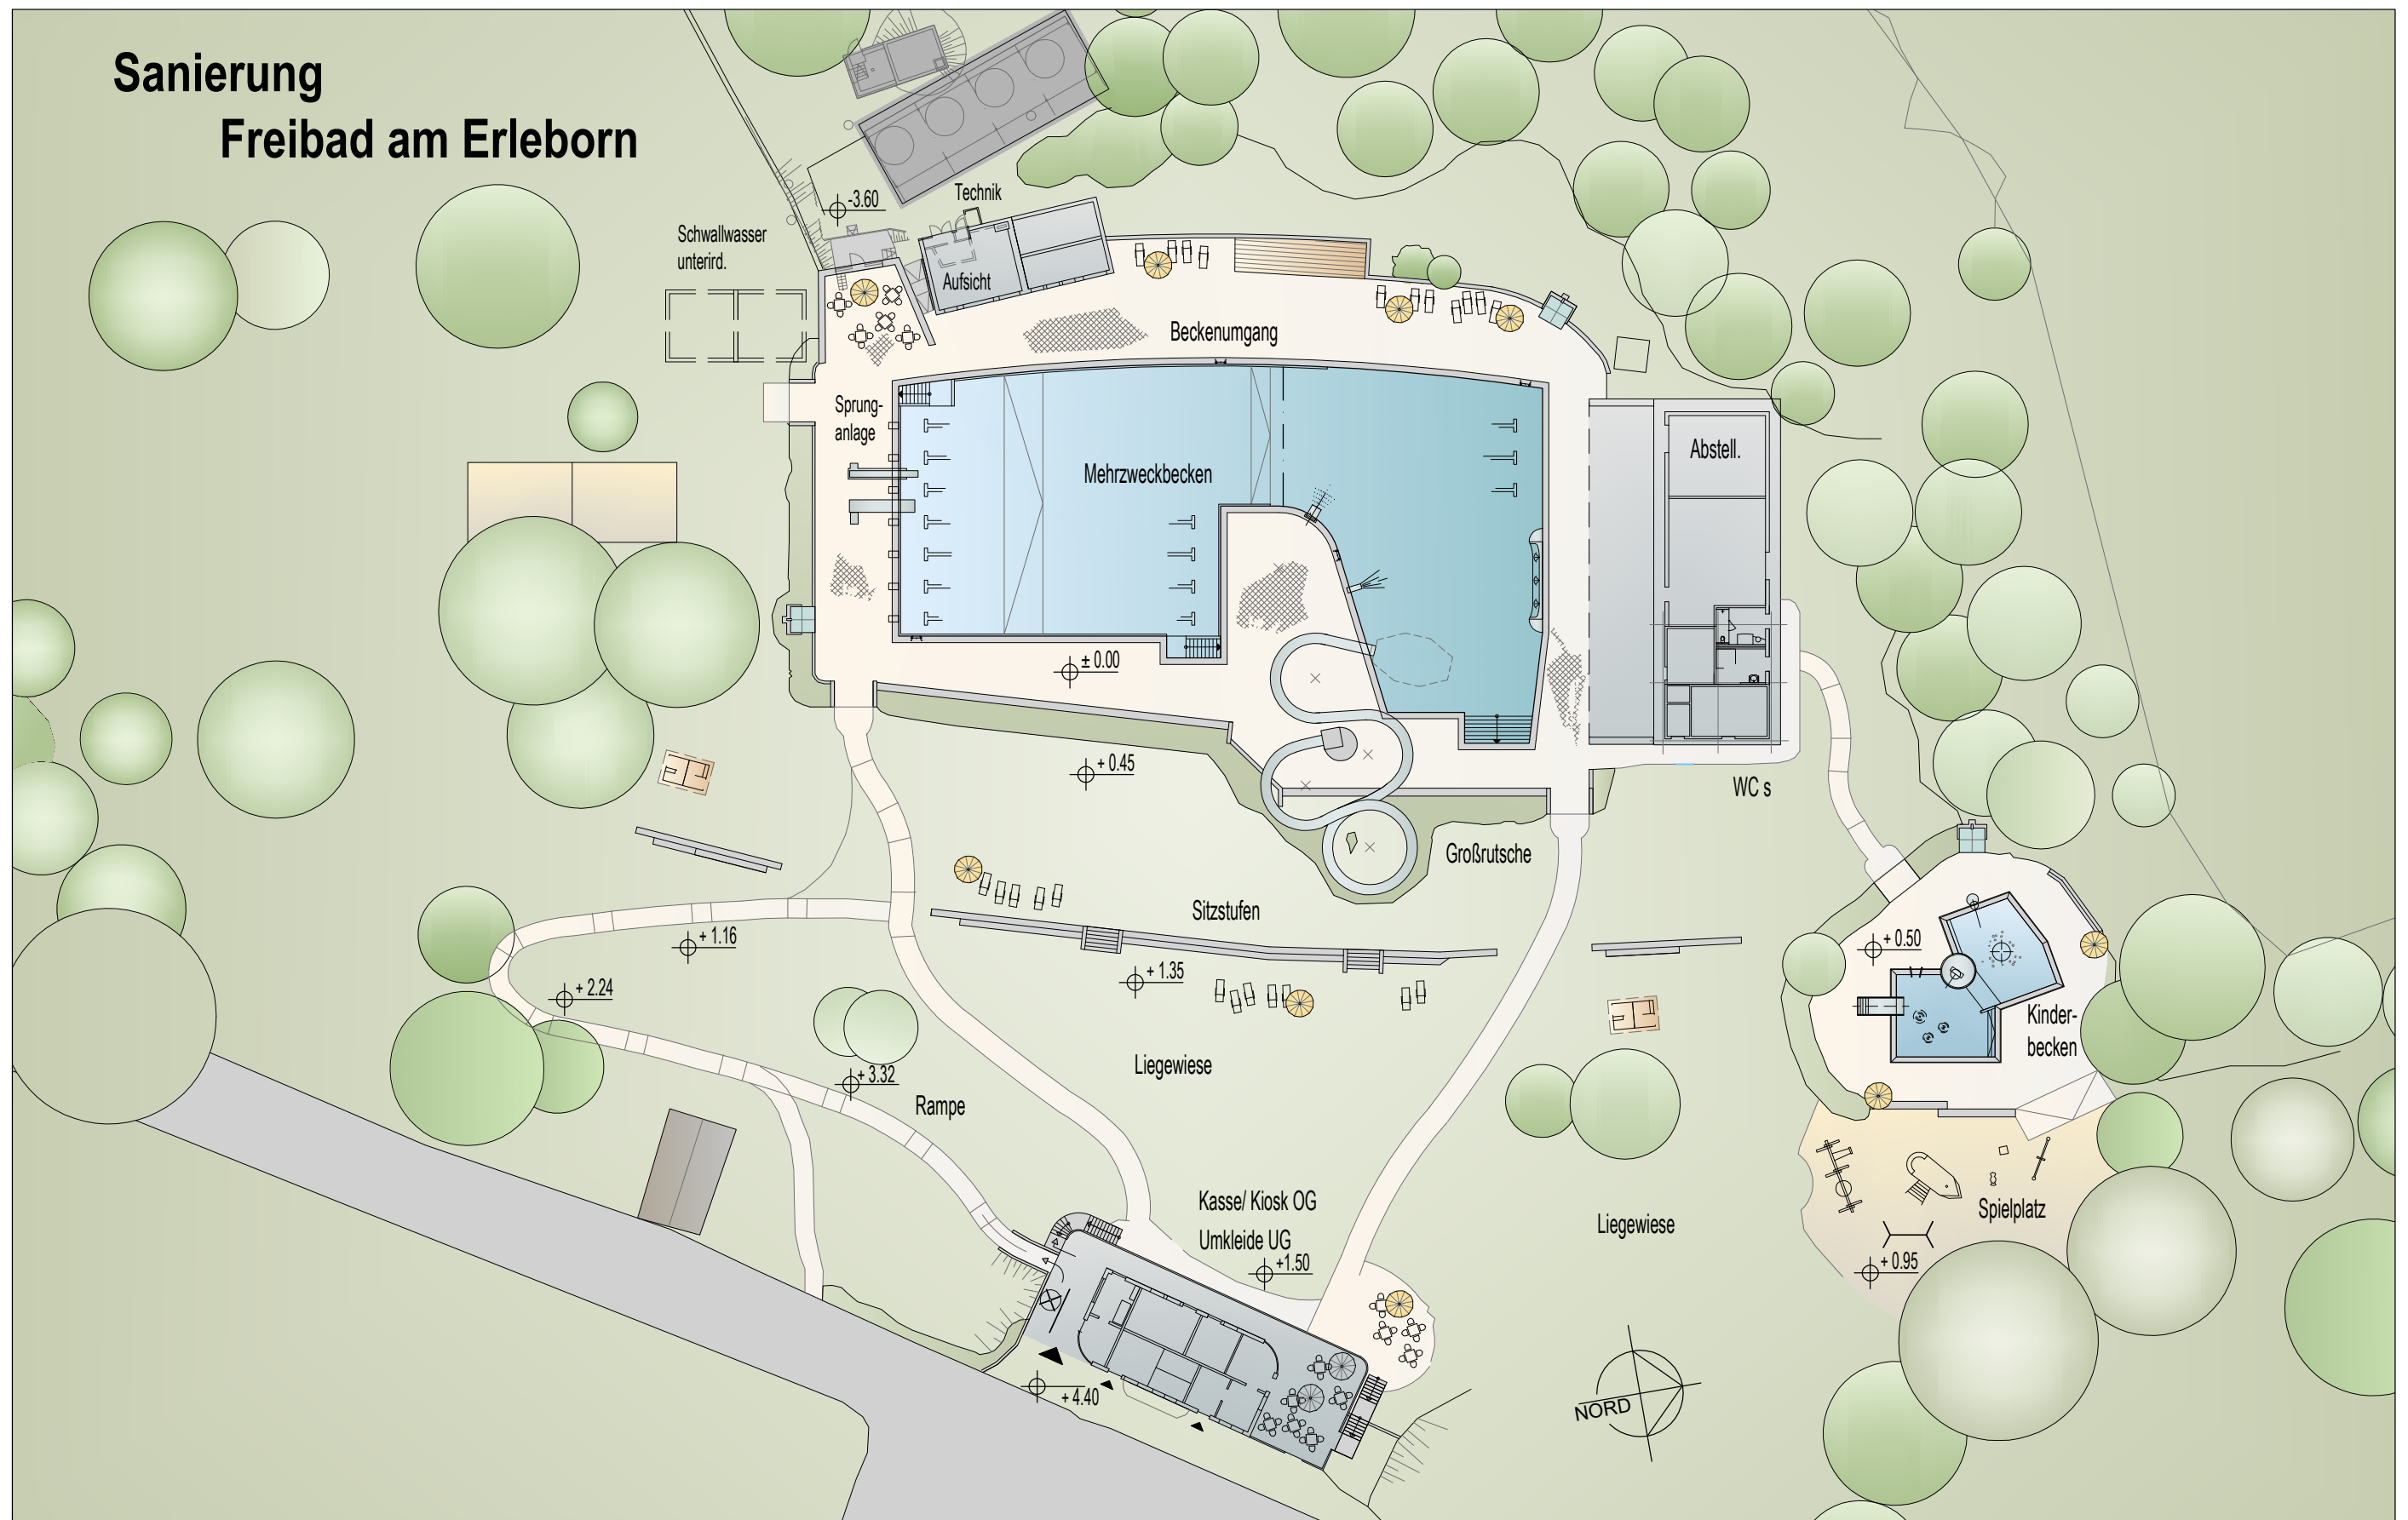 Sanierung
Freibad am Erleborn
-3.60
Technik
Schwallwasser
unterird.
Aufsicht
Beckenumgang
Sprung-
anlage
Mehrzweckbecken
Abstell.
± 0.00
+ 0.45
WC s
Großrutsche
Sitzstufen
+ 1.16
+ 0.50
+ 1.35
+ 2.24
Kinder-
becken
Liegewiese
+ 3.32
Rampe
Kasse/ Kiosk OG
Umkleide UG
+1.50
Liegewiese
Spielplatz
+ 0.95
+ 4.40
NORD